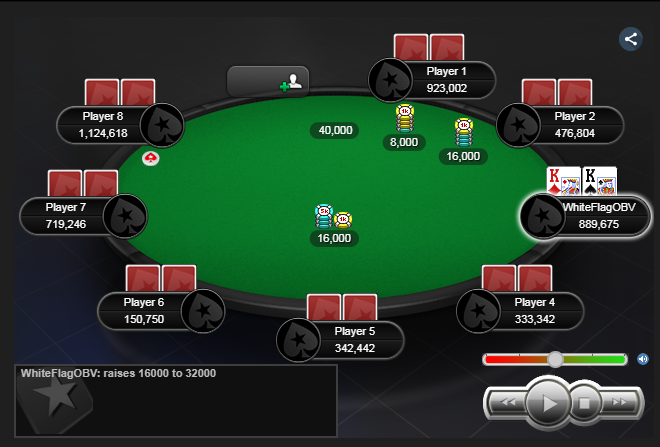 Player 1
923,002
Player 8
1,124,618
Player 2
476,804
40,000
8,000
16,000
K K
Player 7
719,246
WhiteFlagOBV
889,675
16,000
Player 6
150,750
Player 4
333,342
Player 5
342,442
WhiteFlagOBV: raises 16000 to 32000